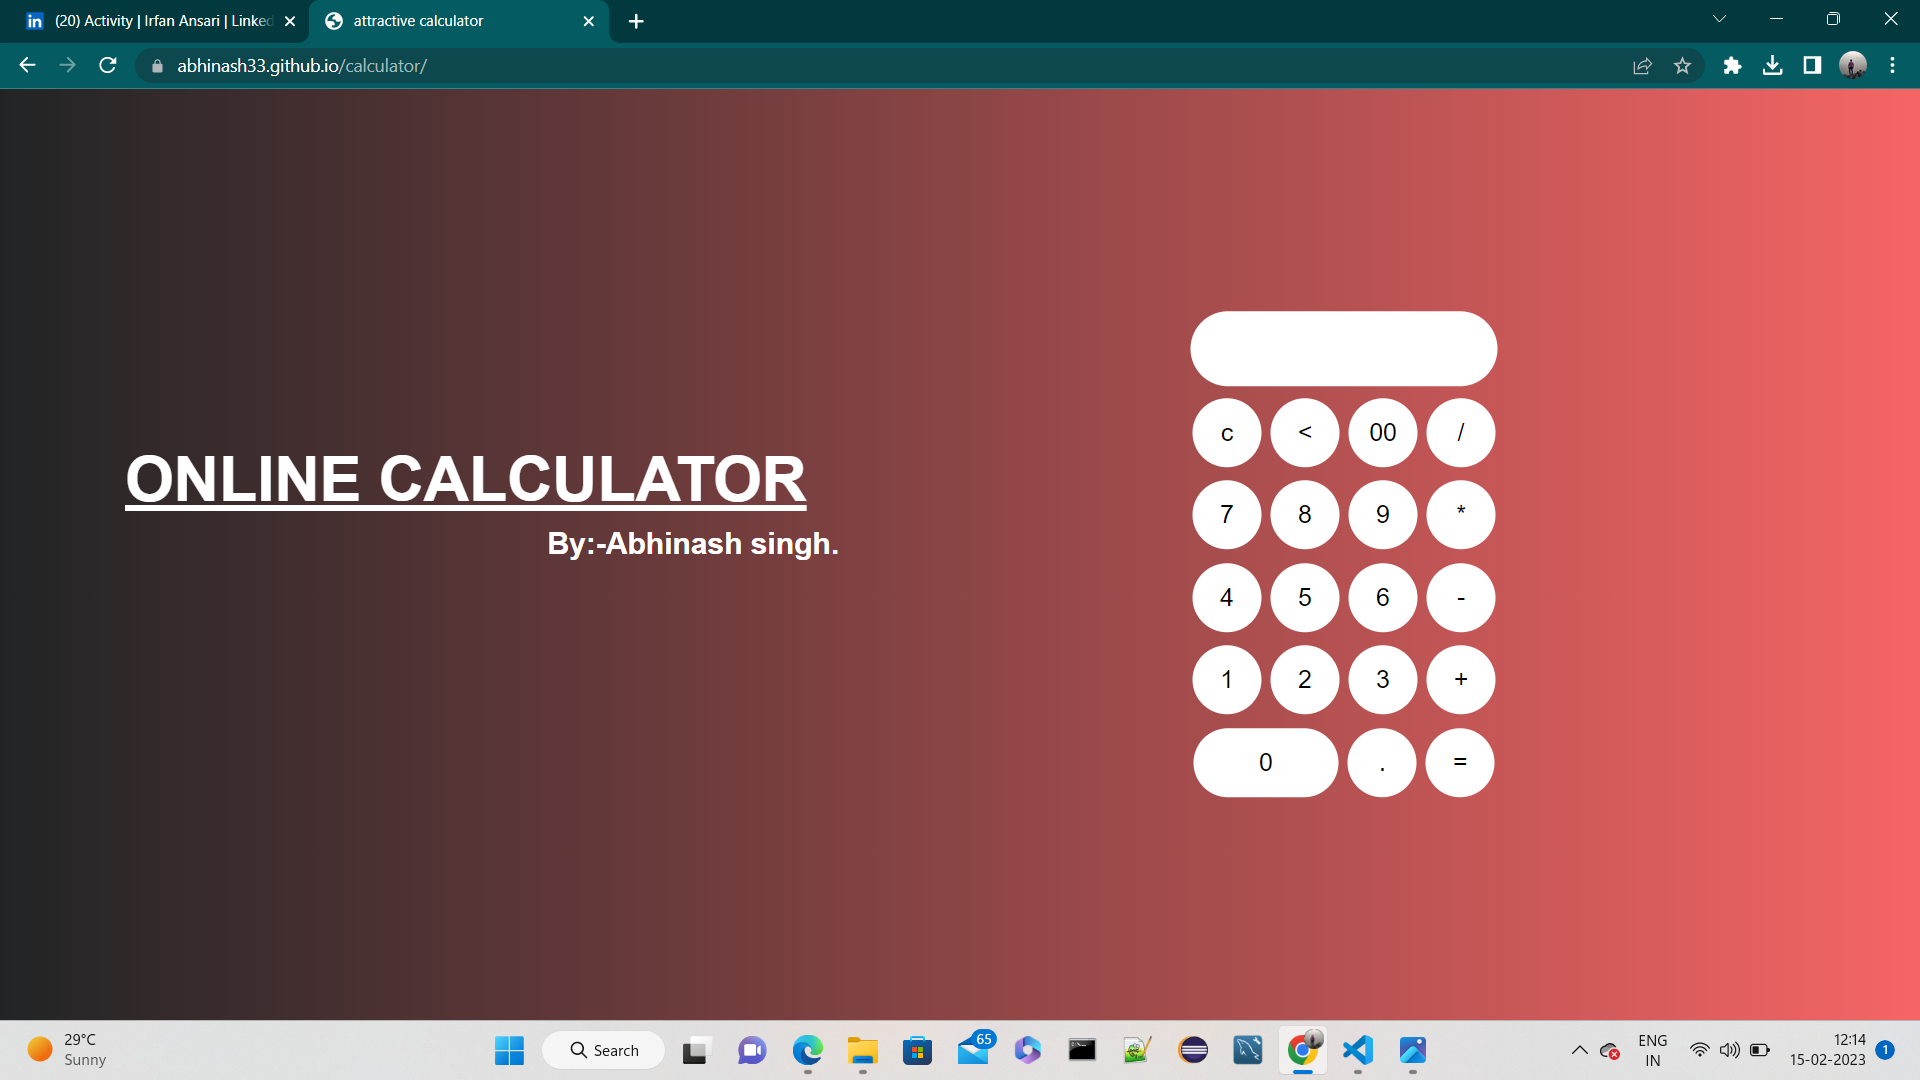 (20) Activity | Irfan Ansari | Linked
attractive calculator
abhinash33.github.io/calculator/
ONLINE CALCULATOR
By:-Abhinash singh.
c < 00 /
7 8 9 *
4 5 6 -
1 2 3 +
0 . =
29°C
Sunny
Search
65
ENG
IN
12:14
15-02-2023
1